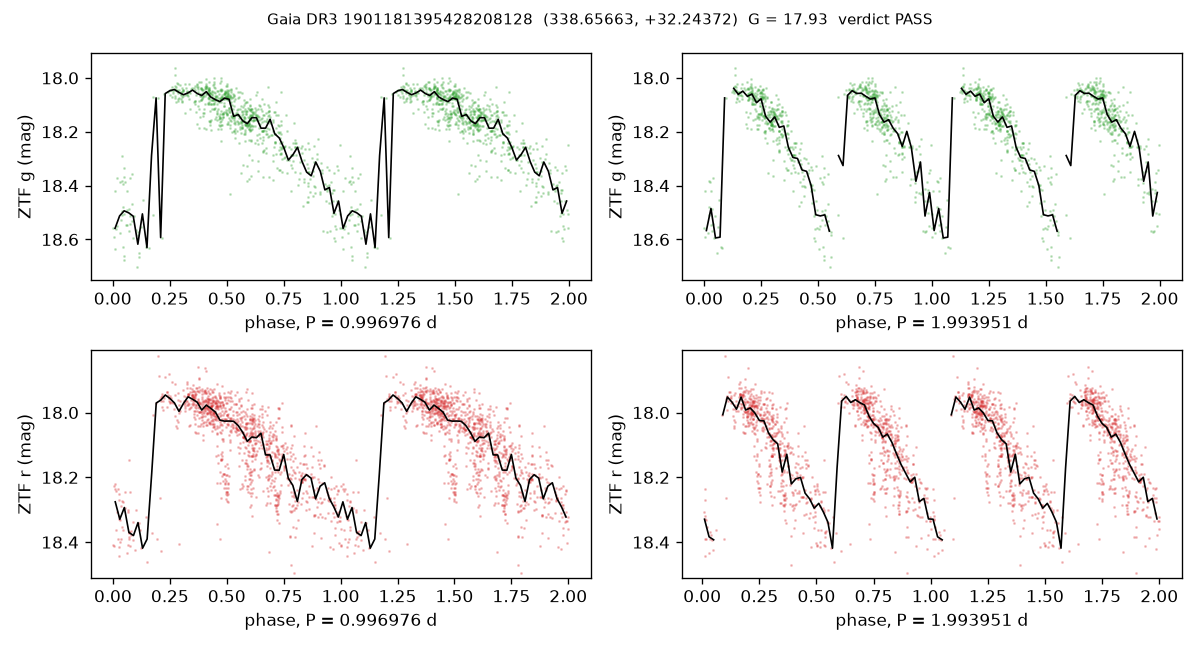 Gaia DR3 1901181395428208128 (338.65663, +32.24372) G = 17.93 verdict PASS
ZTF g (mag)
18.0
18.2
18.4
18.6
0.00 0.25 0.50 0.75 1.00 1.25 1.50 1.75 2.00
phase, P = 0.996976 d
ZTF g (mag)
18.0
18.2
18.4
18.6
0.00 0.25 0.50 0.75 1.00 1.25 1.50 1.75 2.00
phase, P = 1.993951 d
ZTF r (mag)
18.0
18.2
18.4
0.00 0.25 0.50 0.75 1.00 1.25 1.50 1.75 2.00
phase, P = 0.996976 d
ZTF r (mag)
18.0
18.2
18.4
0.00 0.25 0.50 0.75 1.00 1.25 1.50 1.75 2.00
phase, P = 1.993951 d